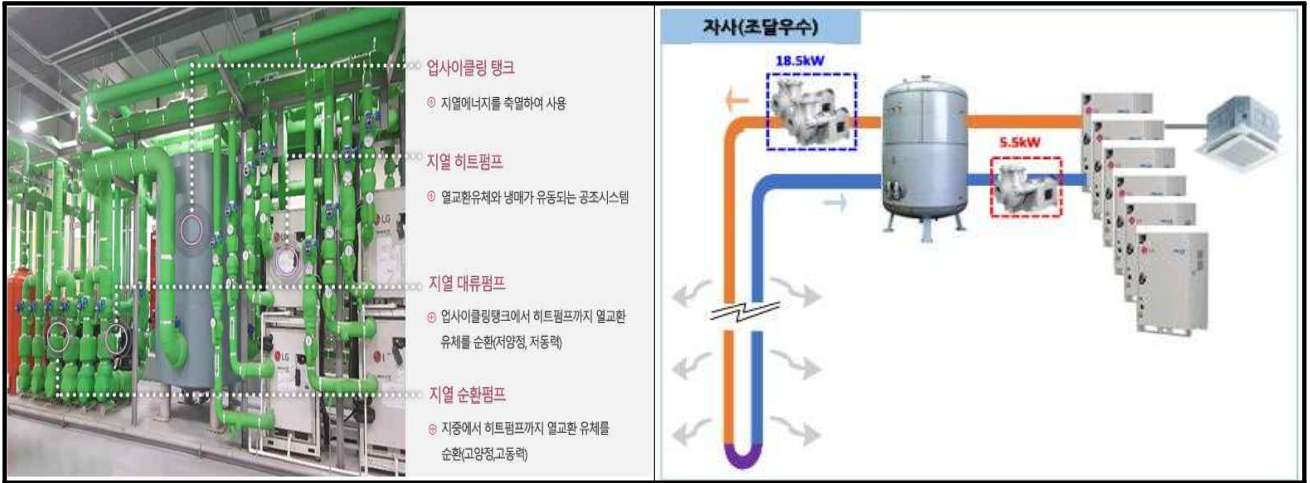 업사이클링 탱크
⊕ 지열에너지를 축열하여 사용
지열 히트펌프
⊕ 열교환유체와 냉매가 유동되는 공조시스템
지열 대류펌프
⊕ 업사이클링탱크에서 히트펌프까지 열교환
유체를 순환(저양정, 저동력)
지열 순환펌프
⊕ 지중에서 히트펌프까지 열교환 유체를
순환(고양정,고동력)
LG
LG
자사(조달우수)
18.5kW
5.5kW